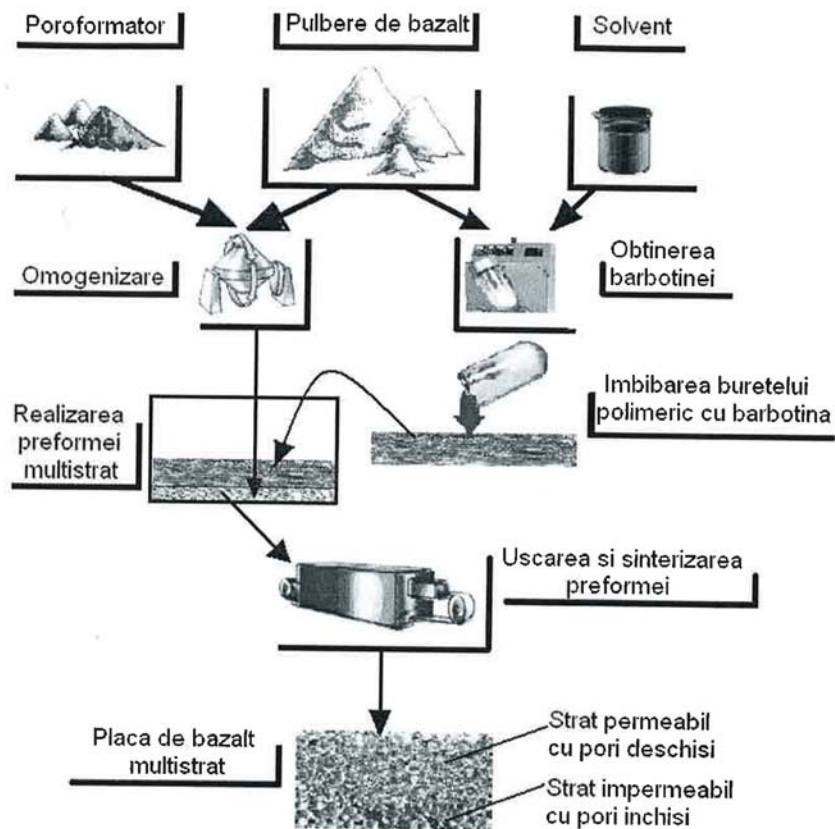 Poroformator
Pulbere de bazalt
Solvent
Omogenizare
Obtinerea
barbotinei
Imbibarea buretelui
polimeric cu barbotina
Realizarea
preformei
multistrat
Uscarea si sinterizarea
preformei
Placa de bazalt
multistrat
Strat permeabil
cu pori deschisi
Strat impermeabil
cu pori inchisi